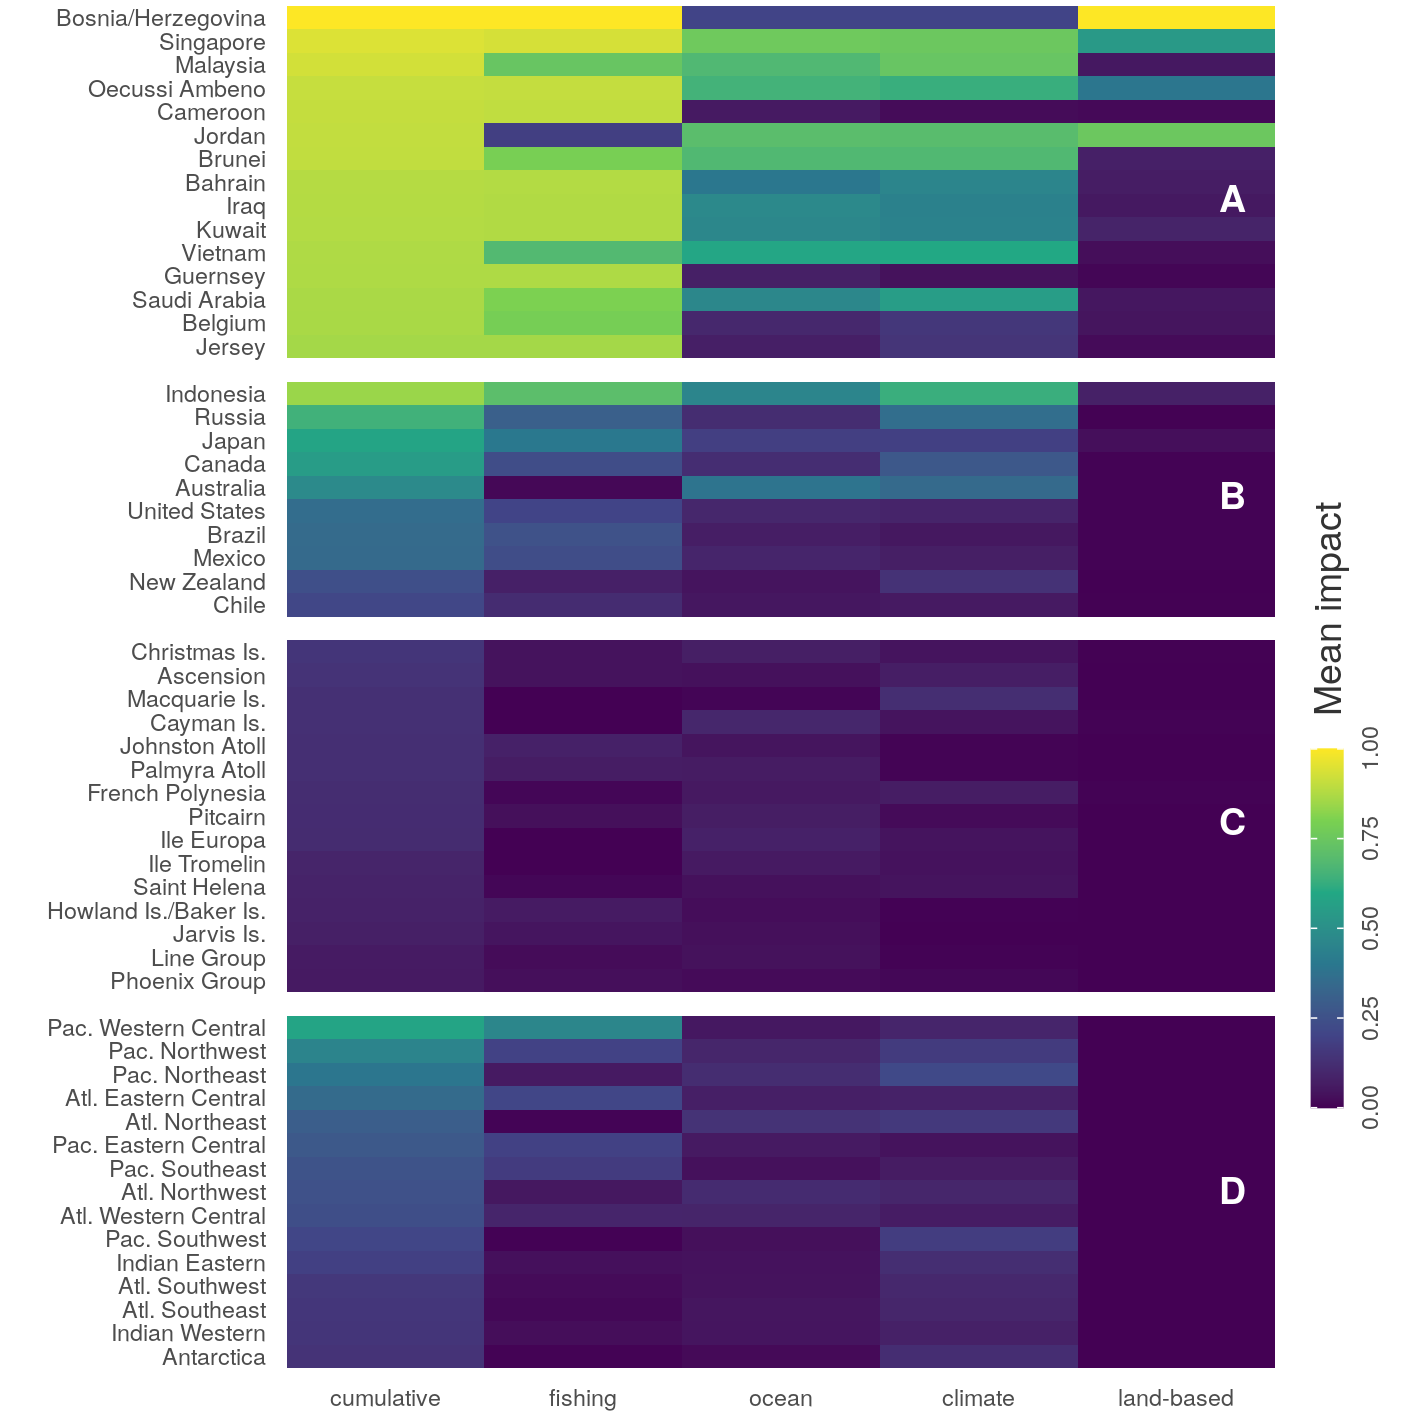 Bosnia/Herzegovina
Singapore
Malaysia
Oecussi Ambeno
Cameroon
Jordan
Brunei
Bahrain
Iraq
Kuwait
Vietnam
Guernsey
Saudi Arabia
Belgium
Jersey
A
Indonesia
Russia
Japan
Canada
Australia
United States
Brazil
Mexico
New Zealand
Chile
B
Christmas Is.
Ascension
Macquarie Is.
Cayman Is.
Johnston Atoll
Palmyra Atoll
French Polynesia
Pitcairn
Ile Europa
Ile Tromelin
Saint Helena
Howland Is./Baker Is.
Jarvis Is.
Line Group
Phoenix Group
C
Pac. Western Central
Pac. Northwest
Pac. Northeast
Atl. Eastern Central
Atl. Northeast
Pac. Eastern Central
Pac. Southeast
Atl. Northwest
Atl. Western Central
Pac. Southwest
Indian Eastern
Atl. Southwest
Atl. Southeast
Indian Western
Antarctica
D
cumulative
fishing
ocean
climate
land-based
Mean impact
1.00
0.75
0.50
0.25
0.00